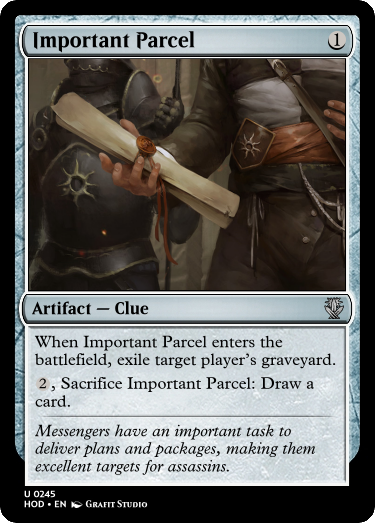 Important Parcel 1
Artifact — Clue
When Important Parcel enters the
battlefield, exile target player's graveyard.
2, Sacrifice Important Parcel: Draw a
card.
Messengers have an important task to
deliver plans and packages, making them
excellent targets for assassins.
U 0245
HOD • EN Grafit Studio